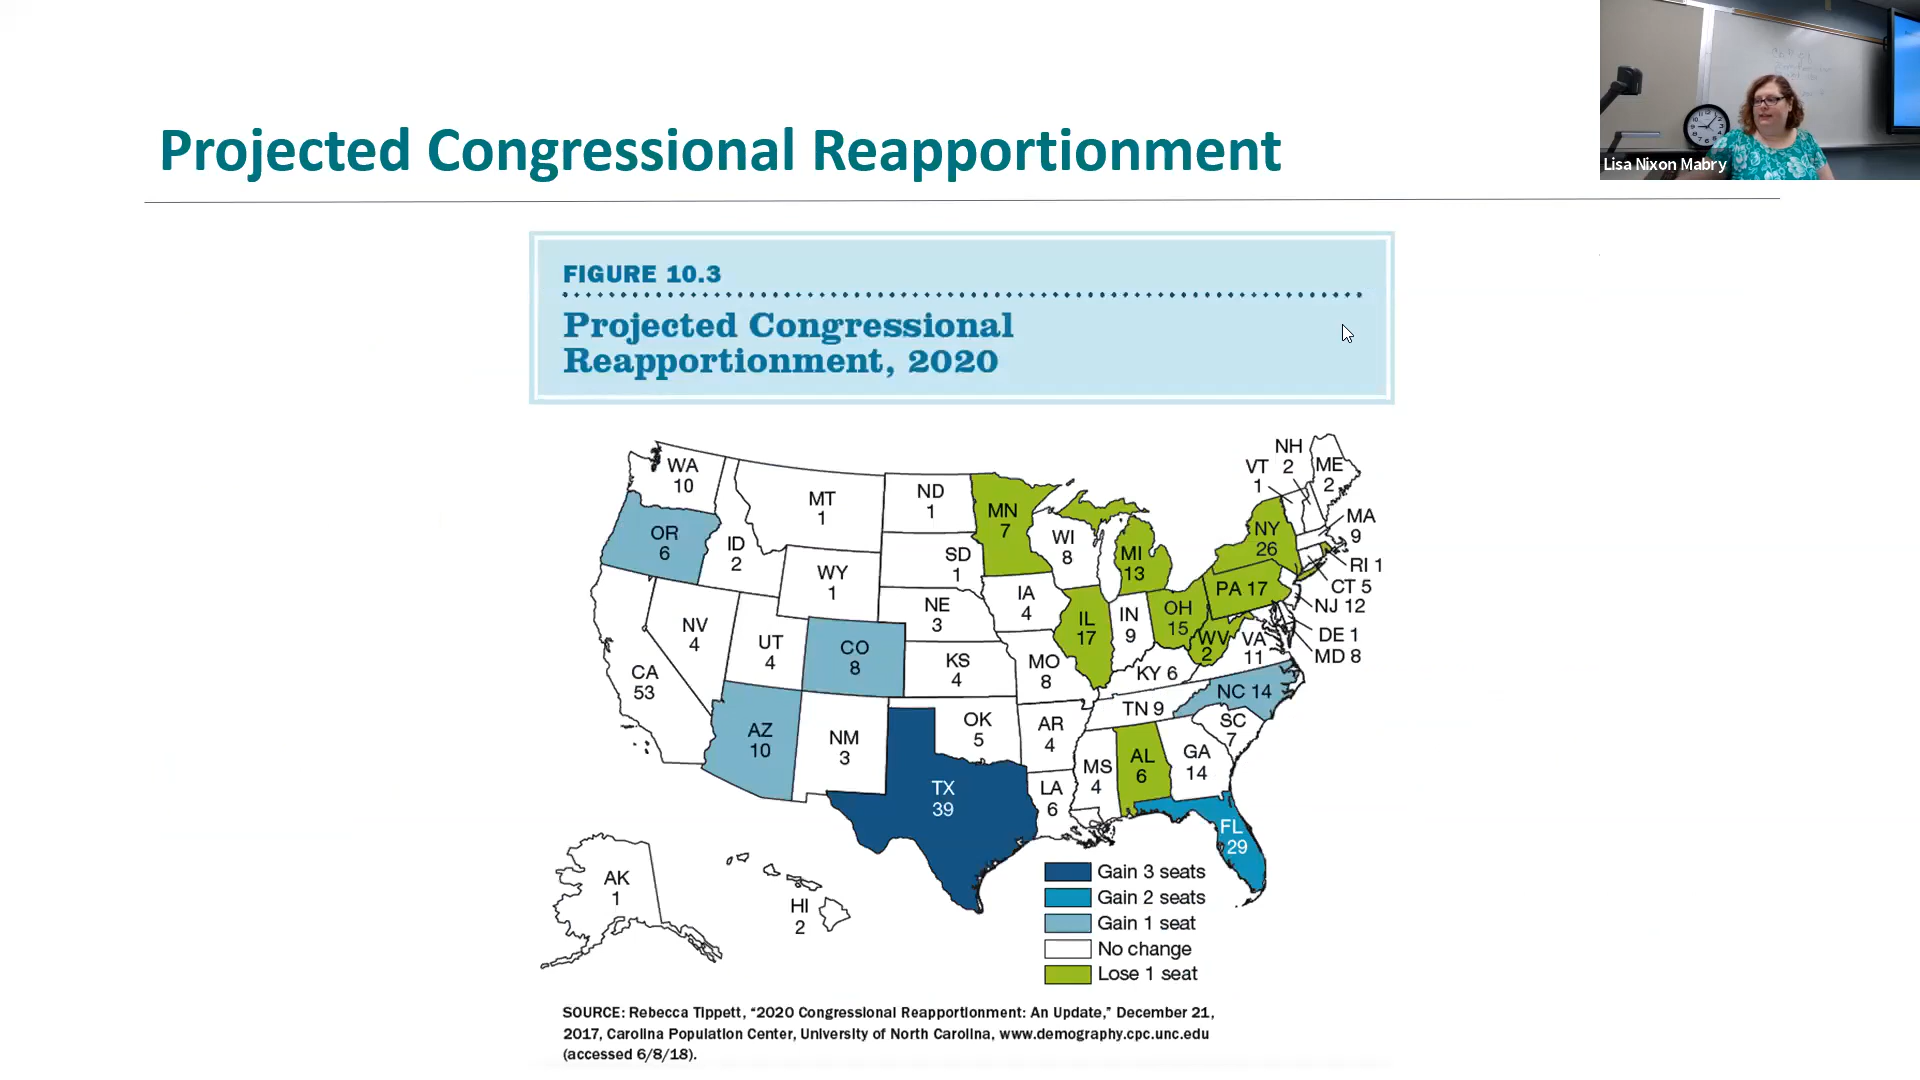 Projected Congressional Reapportionment
Lisa Nixon Mabry
FIGURE 10.3
Projected Congressional
Reapportionment, 2020
WA
10
OR
6
ID
2
MT
1
WY
1
ND
1
SD
1
NE
3
MN
7
WI
8
IA
4
MI
13
IL
17
IN
9
OH
15
NY
26
PA 17
VT
1
NH
2
ME
2
MA
9
RI 1
CT 5
NJ 12
DE 1
MD 8
WV
2
VA
11
KY 6
NC 14
TN 9
SC
7
NV
4
UT
4
CO
8
KS
4
MO
8
CA
53
AZ
10
NM
3
OK
5
AR
4
MS
4
AL
6
GA
14
TX
39
LA
6
FL
29
AK
1
HI
2
Gain 3 seats
Gain 2 seats
Gain 1 seat
No change
Lose 1 seat
SOURCE: Rebecca Tippett, “2020 Congressional Reapportionment: An Update,” December 21,
2017, Carolina Population Center, University of North Carolina, www.demography.cpc.unc.edu
(accessed 6/8/18).